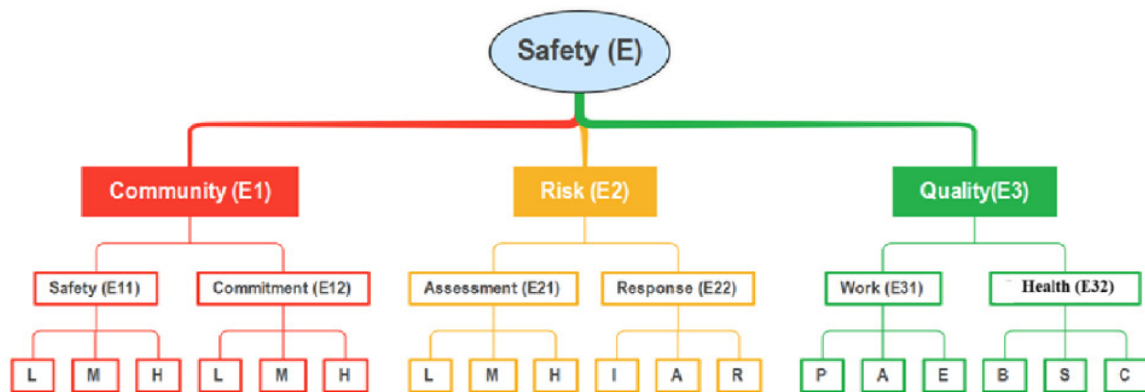 Safety (E)
Community (E1)
Risk (E2)
Quality(E3)
Safety (E11)
Commitment (E12)
Assessment (E21)
Response (E22)
Work (E31)
Health (E32)
L M H L M H L M H I A R P A E B S C